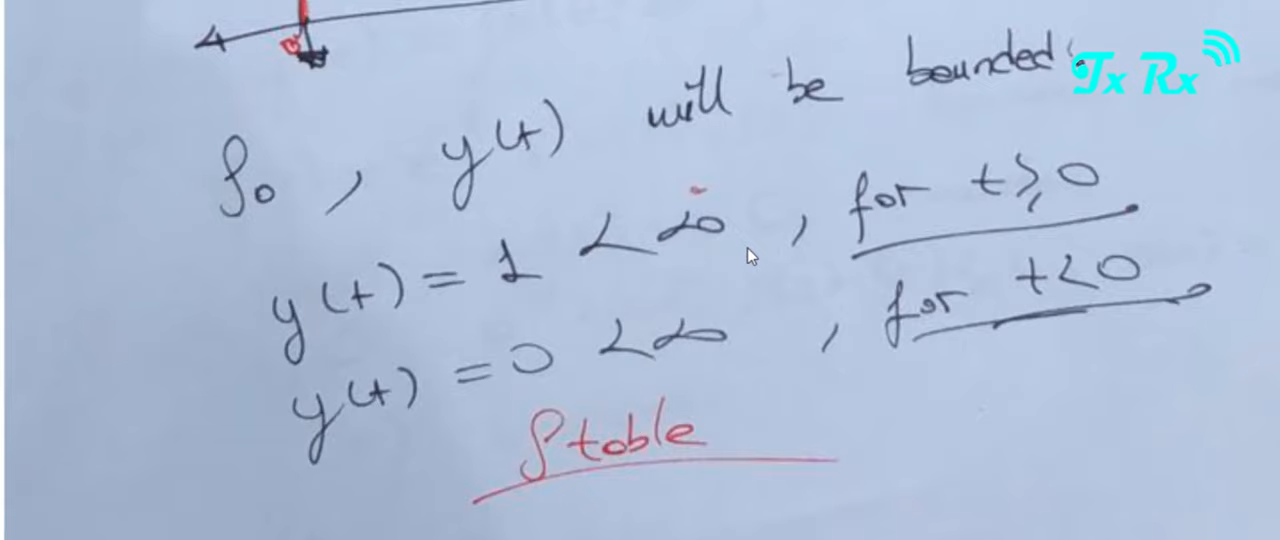 So, y(t) will be bounded.
Tx Rx
y(t) = 1 < ∞, for t ≥ 0
y(t) = 0 < ∞, for t < 0
Stable